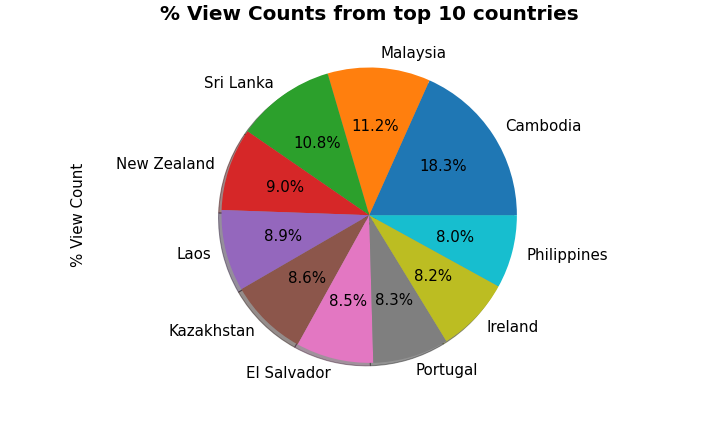 % View Counts from top 10 countries
Malaysia
Sri Lanka
Cambodia
11.2%
10.8%
18.3%
New Zealand
9.0%
% View Count
8.9%
8.0%
Laos
Philippines
8.6%
8.2%
8.5%
8.3%
Kazakhstan
Ireland
El Salvador
Portugal